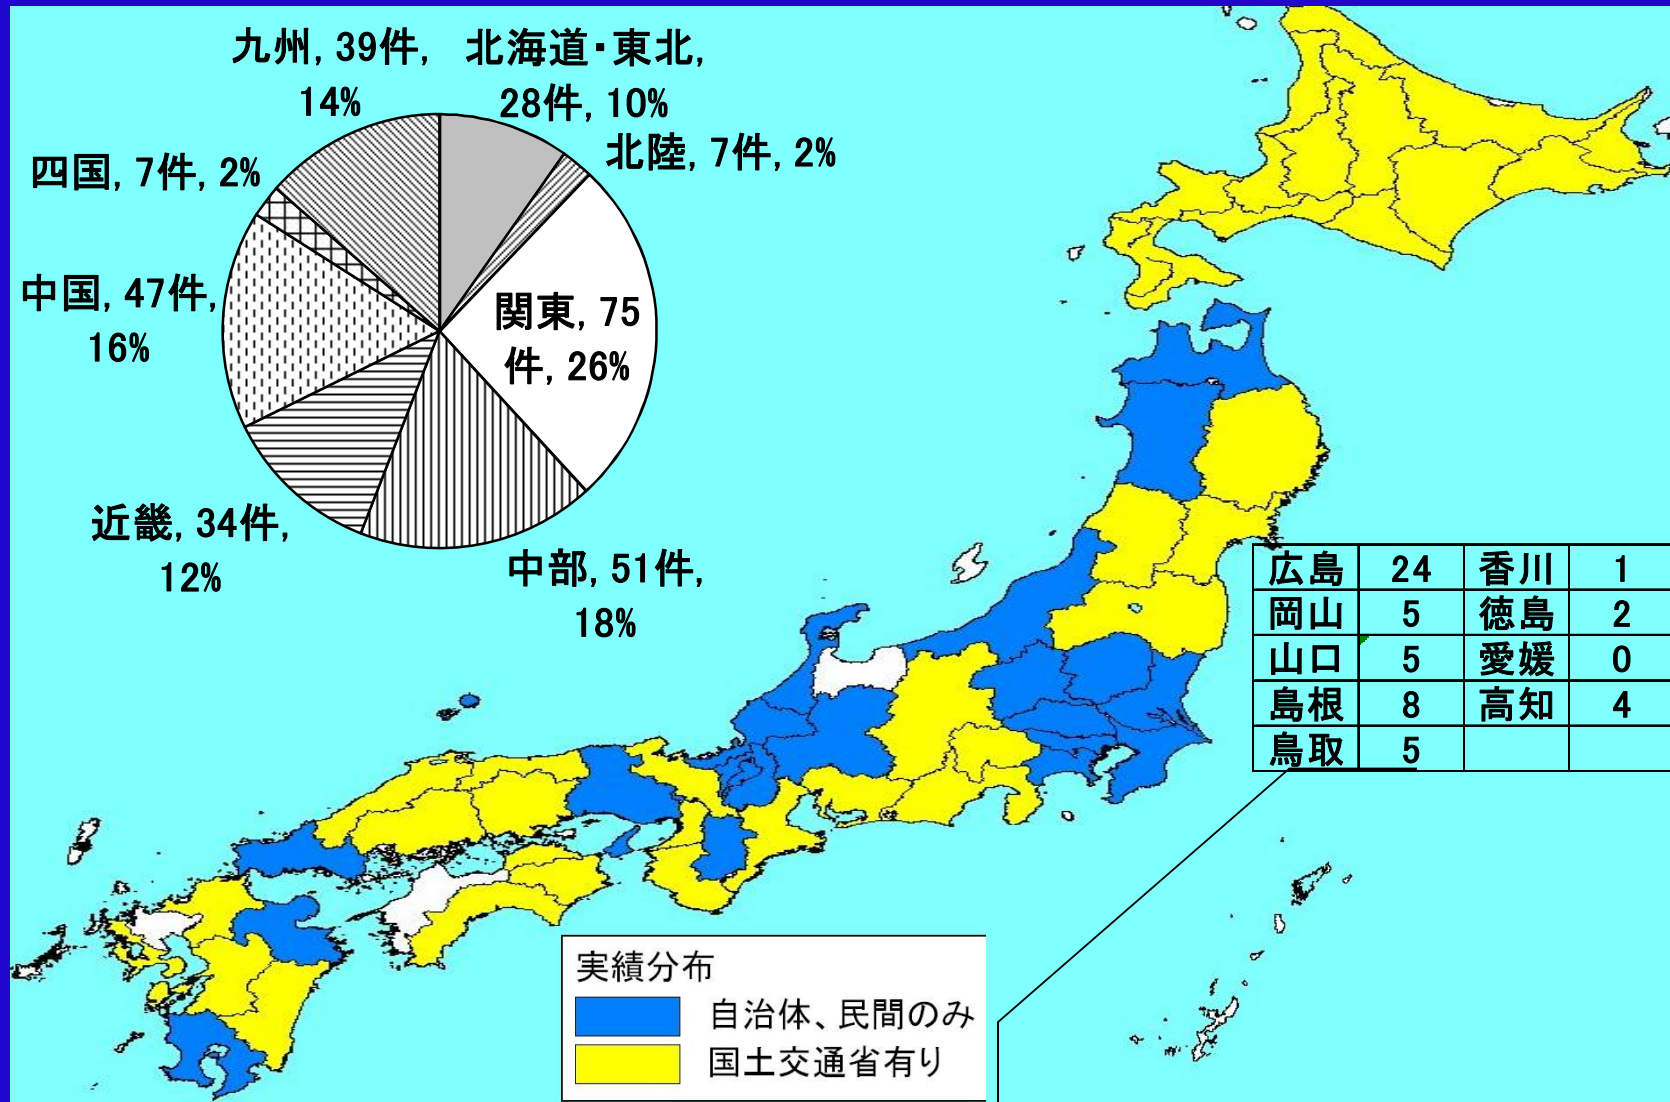 九州, 39件,
14%
北海道・東北,
28件, 10%
北陸, 7件, 2%
四国, 7件, 2%
中国, 47件,
16%
関東, 75
件, 26%
近畿, 34件,
12%
中部, 51件,
18%
広島 24 香川 1
岡山 5 徳島 2
山口 5 愛媛 0
島根 8 高知 4
鳥取 5
実績分布
自治体、民間のみ
国土交通省有り